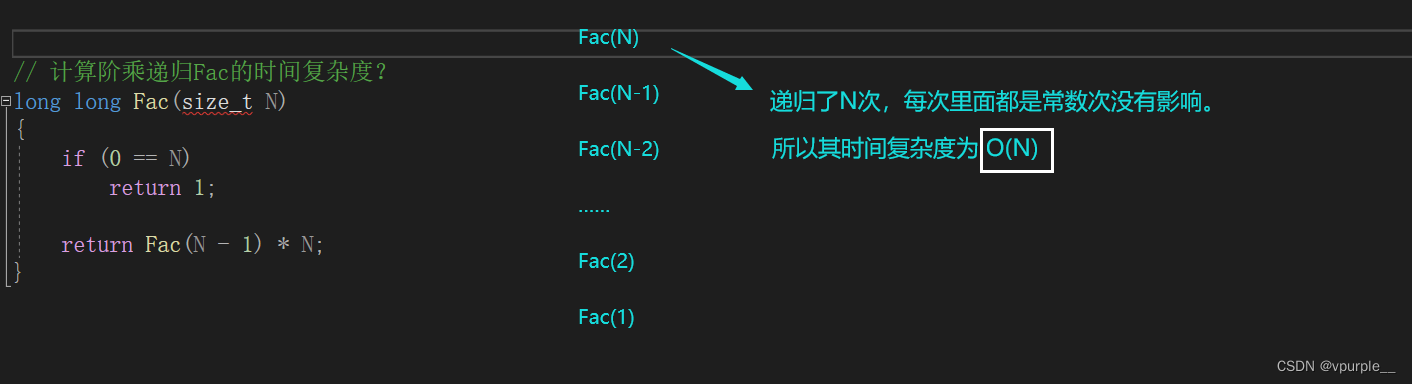 // 计算阶乘递归Fac的时间复杂度？
long long Fac(size_t N)
{
if (0 == N)
return 1;
return Fac(N - 1) * N;
}
Fac(N)
Fac(N-1)
Fac(N-2)
......
Fac(2)
Fac(1)
递归了N次，每次里面都是常数次没有影响。
所以其时间复杂度为 O(N)
CSDN @vpurple__